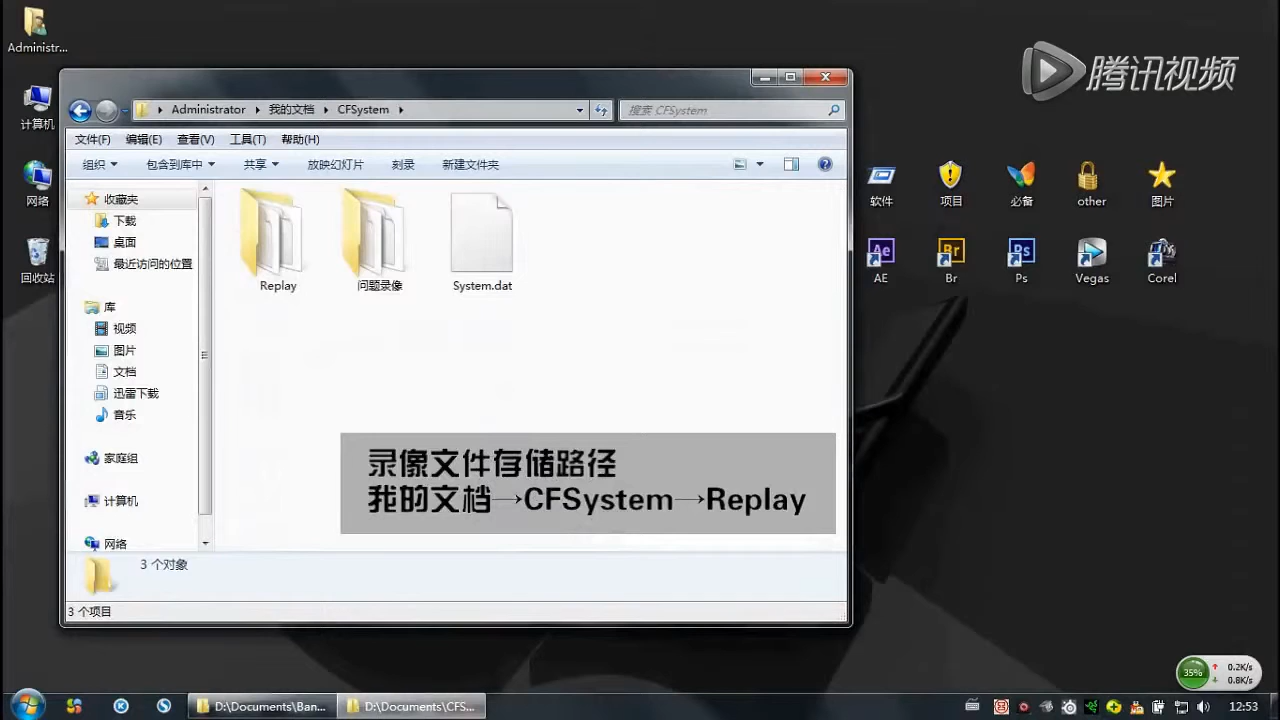 Administr...
腾讯视频
计算机
网络
回收站
Administrator
我的文档
CFSystem
搜索 CFSystem
文件(F) 编辑(E) 查看(V) 工具(T) 帮助(H)
组织 包含到库中 共享 放映幻灯片 刻录 新建文件夹
收藏夹
下载
桌面
最近访问的位置
库
视频
图片
文档
迅雷下载
音乐
家庭组
计算机
网络
Replay
问题录像
System.dat
录像文件存储路径
我的文档→CFSystem→Replay
3 个对象
3 个项目
软件
项目
必备
other
图片
Ae
Br
Ps
AE
Br
Ps
Vegas
Corel
35%
0.2K/s
0.8K/s
D:\Documents\Ban...
D:\Documents\CFS...
12:53